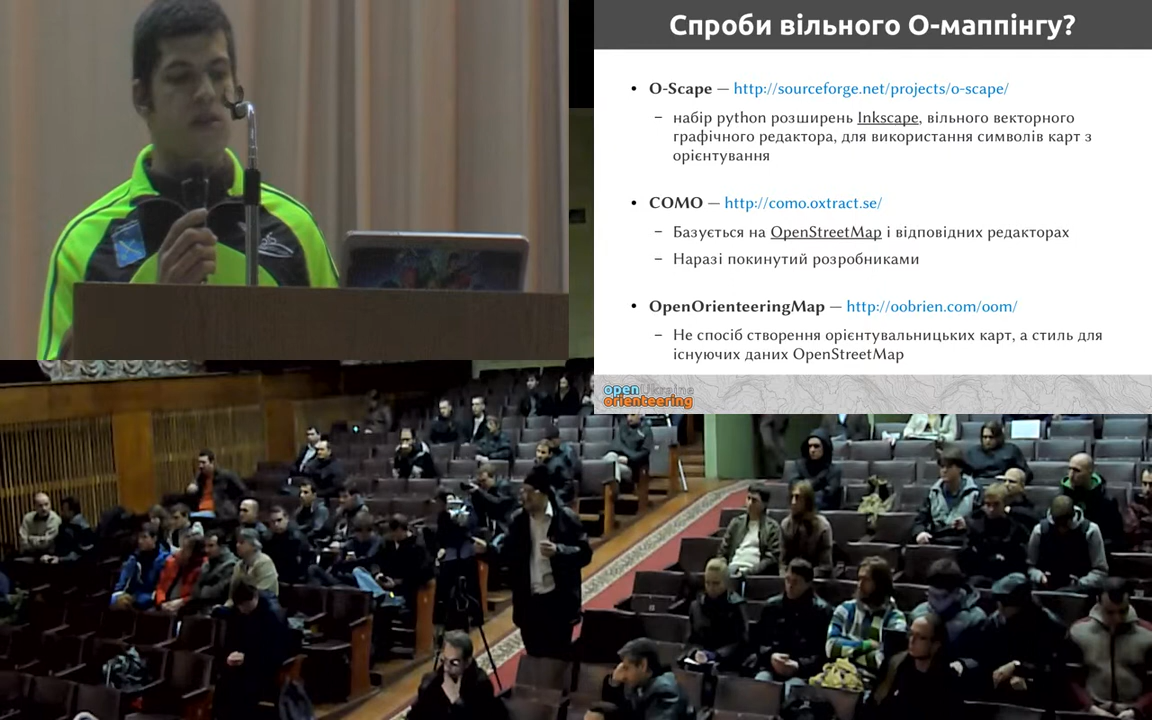 Спроби вільного О-маппінгу?
• O-Scape — http://sourceforge.net/projects/o-scape/
– набір python розширень Inkscape, вільного векторного
графічного редактора, для використання символів карт з
орієнтування
• COMO — http://como.oxtract.se/
– Базується на OpenStreetMap і відповідних редакторах
– Наразі покинутий розробниками
• OpenOrienteeringMap — http://oobrien.com/oom/
– Не спосіб створення орієнтувальницьких карт, а стиль для
існуючих даних OpenStreetMap
open Ukraine
orienteering